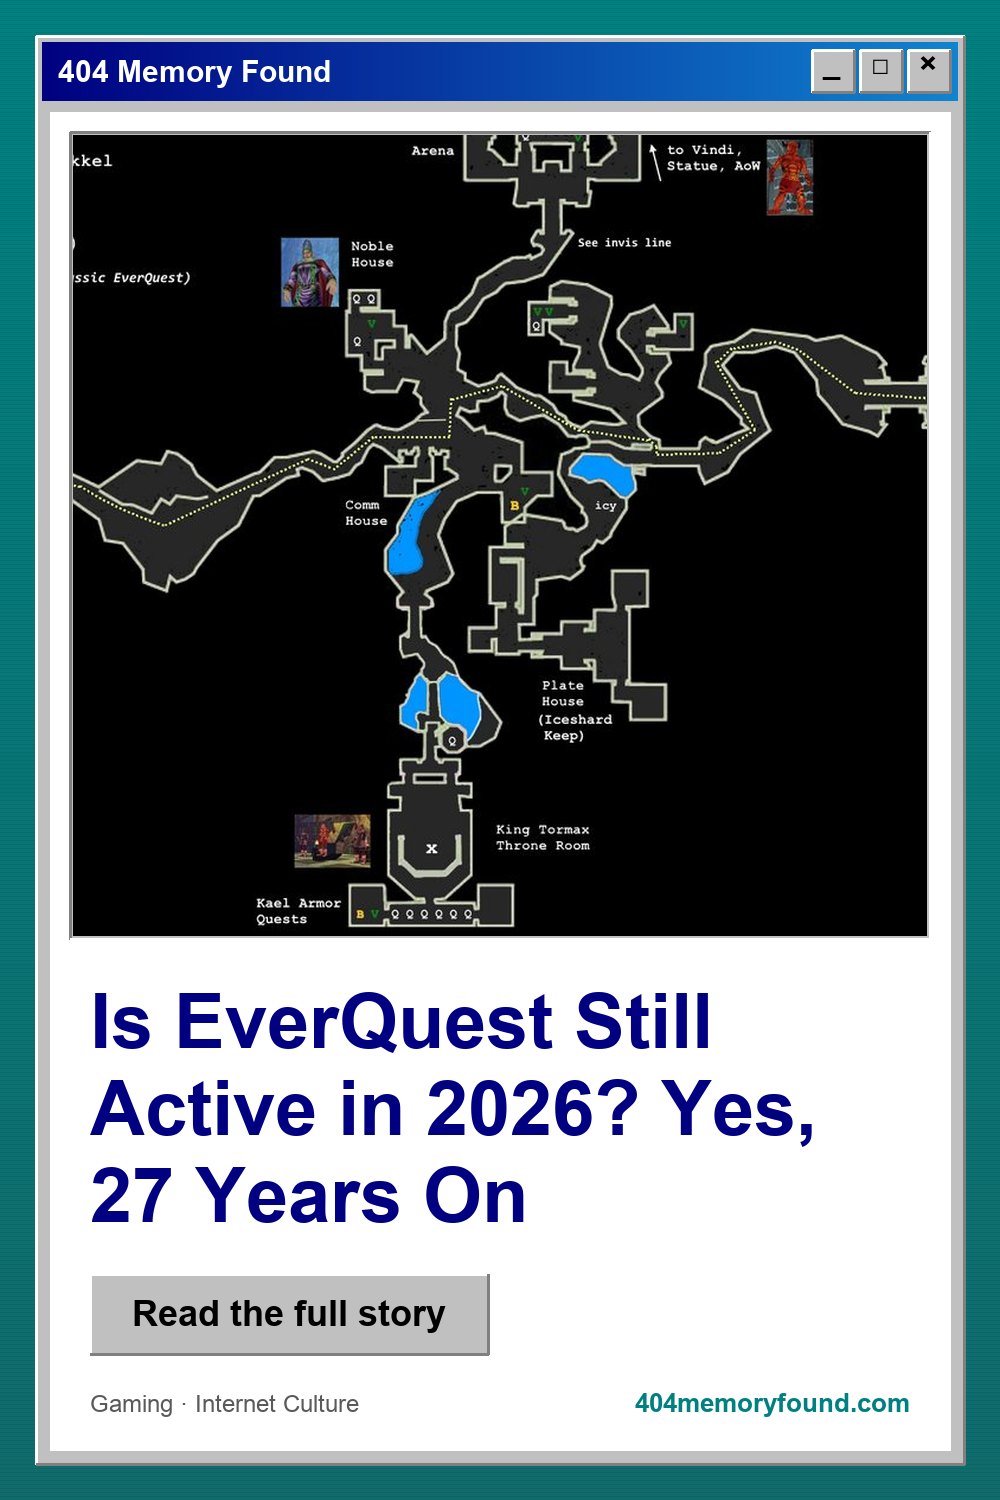 404 Memory Found
kkel
Arena
to Vindi,
Statue, AoW
)
See invis line
Noble
House
ssic EverQuest)
Q Q
V
Q
V V
Q
V
Comm
House
V
B
icy
Plate
House
(Iceshard
Keep)
Q
King Tormax
Throne Room
X
Kael Armor
Quests
B V Q Q Q Q Q Q
Is EverQuest Still
Active in 2026? Yes,
27 Years On
Read the full story
Gaming · Internet Culture
404memoryfound.com